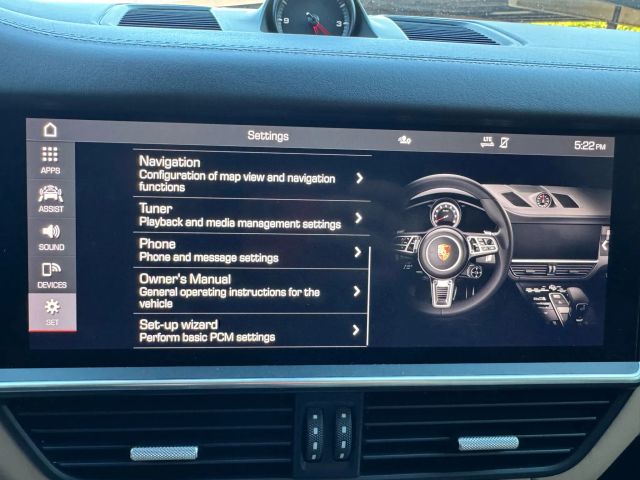 Settings
LTE
5:22 PM
APPS
ASSIST
SOUND
DEVICES
SET
Navigation
Configuration of map view and navigation
functions
Tuner
Playback and media management settings
Phone
Phone and message settings
Owner's Manual
General operating instructions for the
vehicle
Set-up wizard
Perform basic PCM settings